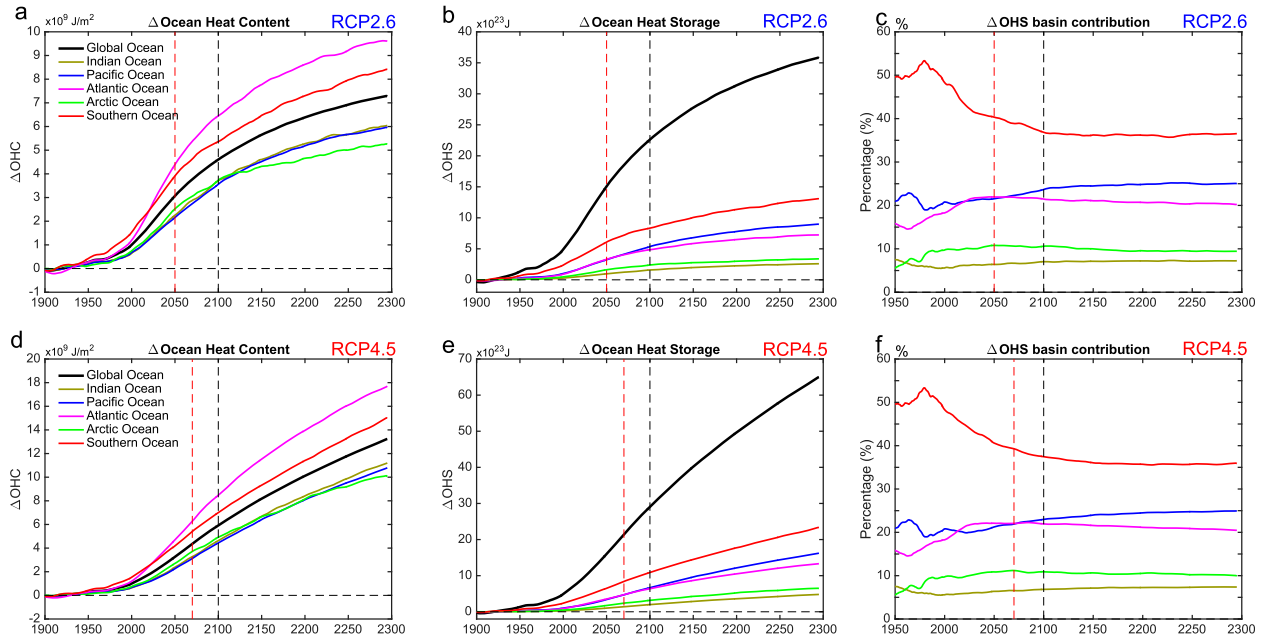 a
x10⁹ J/m²
Δ Ocean Heat Content
RCP2.6
10
9
8
7
6
5
4
3
2
1
0
-1
ΔOHC
Global Ocean
Indian Ocean
Pacific Ocean
Atlantic Ocean
Arctic Ocean
Southern Ocean
1900 1950 2000 2050 2100 2150 2200 2250 2300
b
x10²³J
Δ Ocean Heat Storage
RCP2.6
40
35
30
25
20
15
10
5
0
ΔOHS
1900 1950 2000 2050 2100 2150 2200 2250 2300
c
%
Δ OHS basin contribution
RCP2.6
60
50
40
30
20
10
0
Percentage (%)
1950 2000 2050 2100 2150 2200 2250 2300
d
x10⁹ J/m²
Δ Ocean Heat Content
RCP4.5
20
18
16
14
12
10
8
6
4
2
0
-2
ΔOHC
Global Ocean
Indian Ocean
Pacific Ocean
Atlantic Ocean
Arctic Ocean
Southern Ocean
1900 1950 2000 2050 2100 2150 2200 2250 2300
e
x10²³J
Δ Ocean Heat Storage
RCP4.5
70
60
50
40
30
20
10
0
ΔOHS
1900 1950 2000 2050 2100 2150 2200 2250 2300
f
%
Δ OHS basin contribution
RCP4.5
60
50
40
30
20
10
0
Percentage (%)
1950 2000 2050 2100 2150 2200 2250 2300